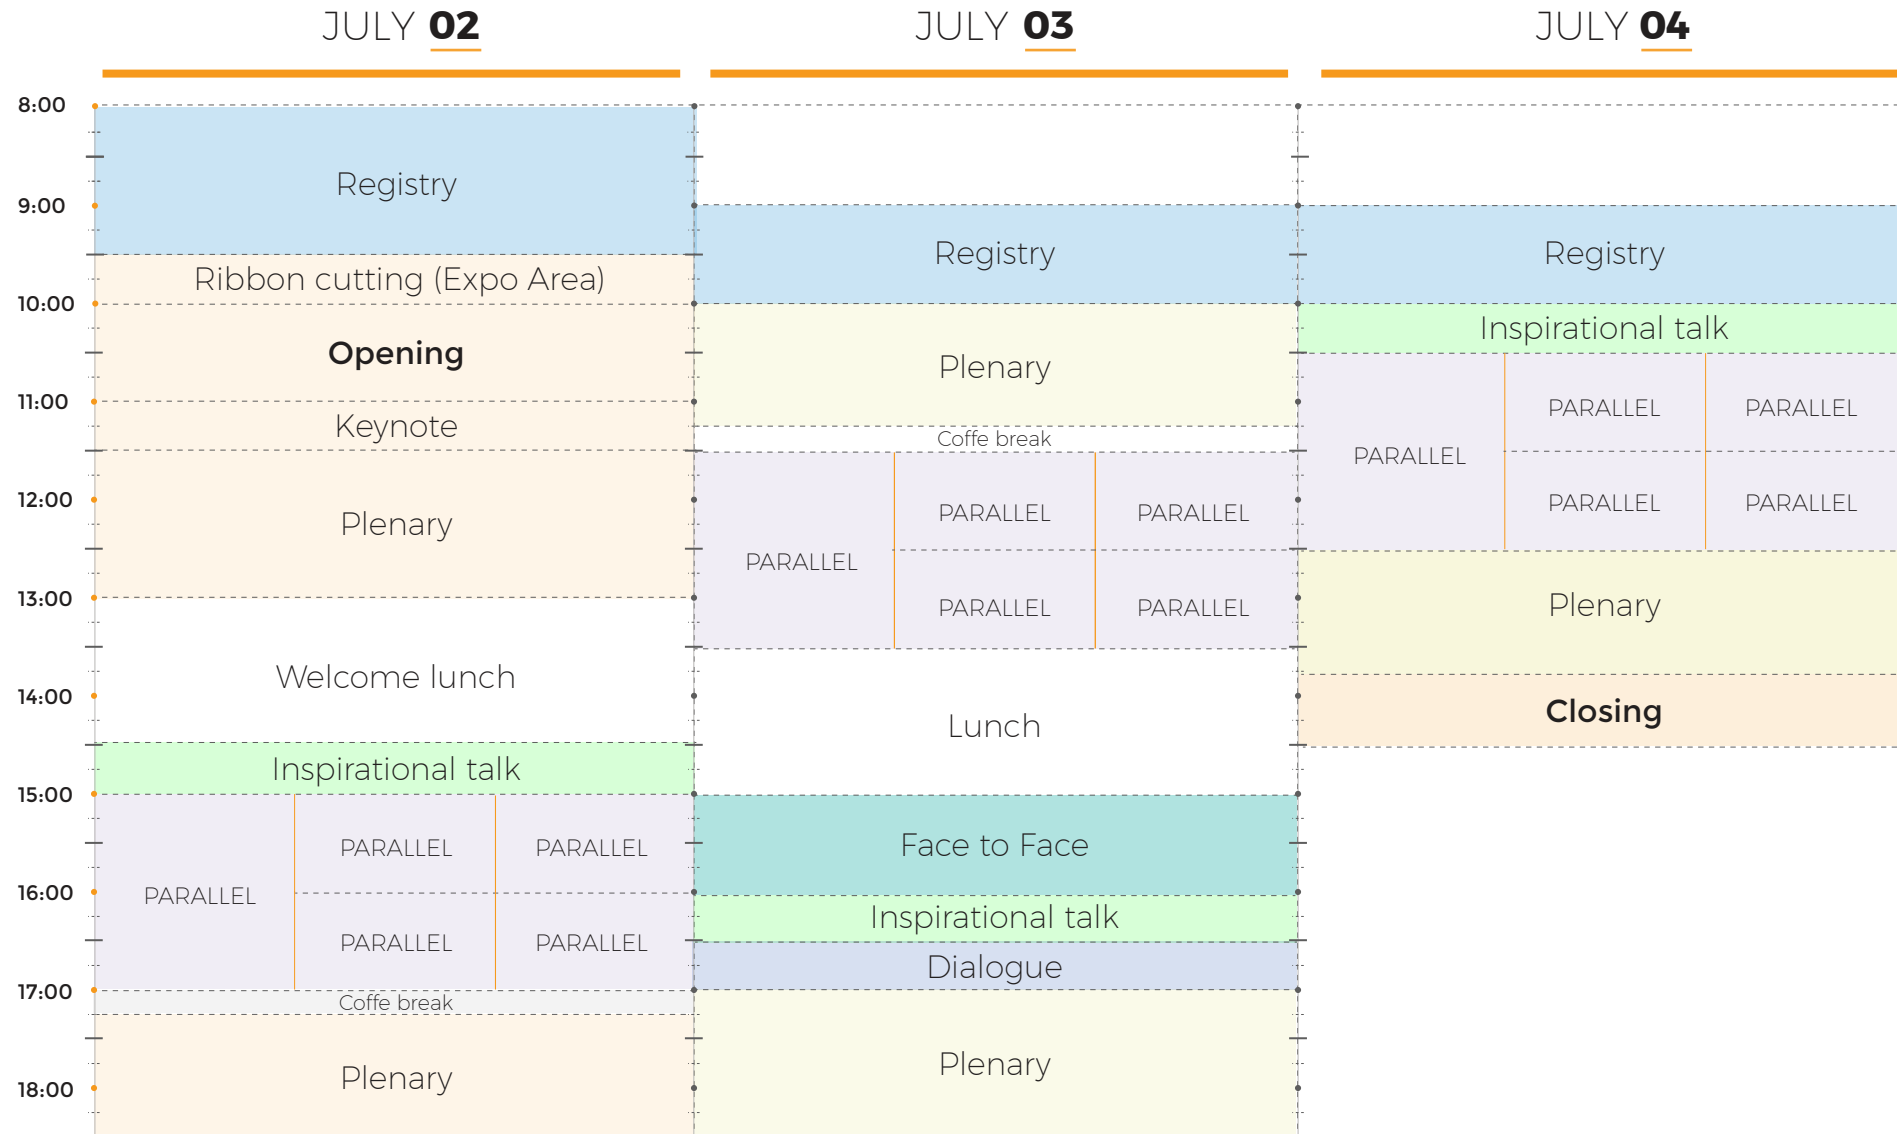 JULY 02
JULY 03
JULY 04
8:00
9:00
10:00
11:00
12:00
13:00
14:00
15:00
16:00
17:00
18:00
Registry
Ribbon cutting (Expo Area)
Opening
Keynote
Plenary
Welcome lunch
Inspirational talk
PARALLEL
PARALLEL
PARALLEL
PARALLEL
PARALLEL
Coffe break
Plenary
Registry
Plenary
Coffe break
PARALLEL
PARALLEL
PARALLEL
PARALLEL
PARALLEL
Lunch
Face to Face
Inspirational talk
Dialogue
Plenary
Registry
Inspirational talk
PARALLEL
PARALLEL
PARALLEL
PARALLEL
PARALLEL
Plenary
Closing